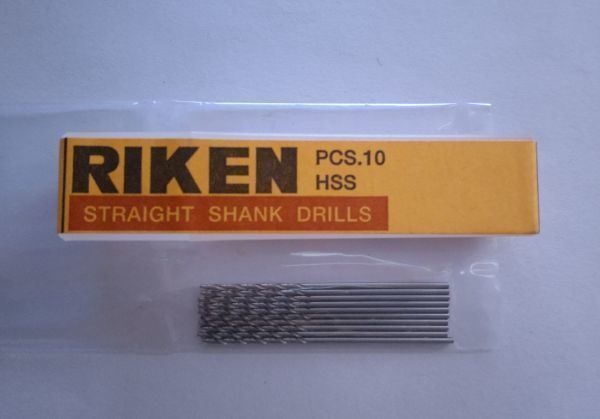 RIKEN
PCS.10
HSS
STRAIGHT SHANK DRILLS